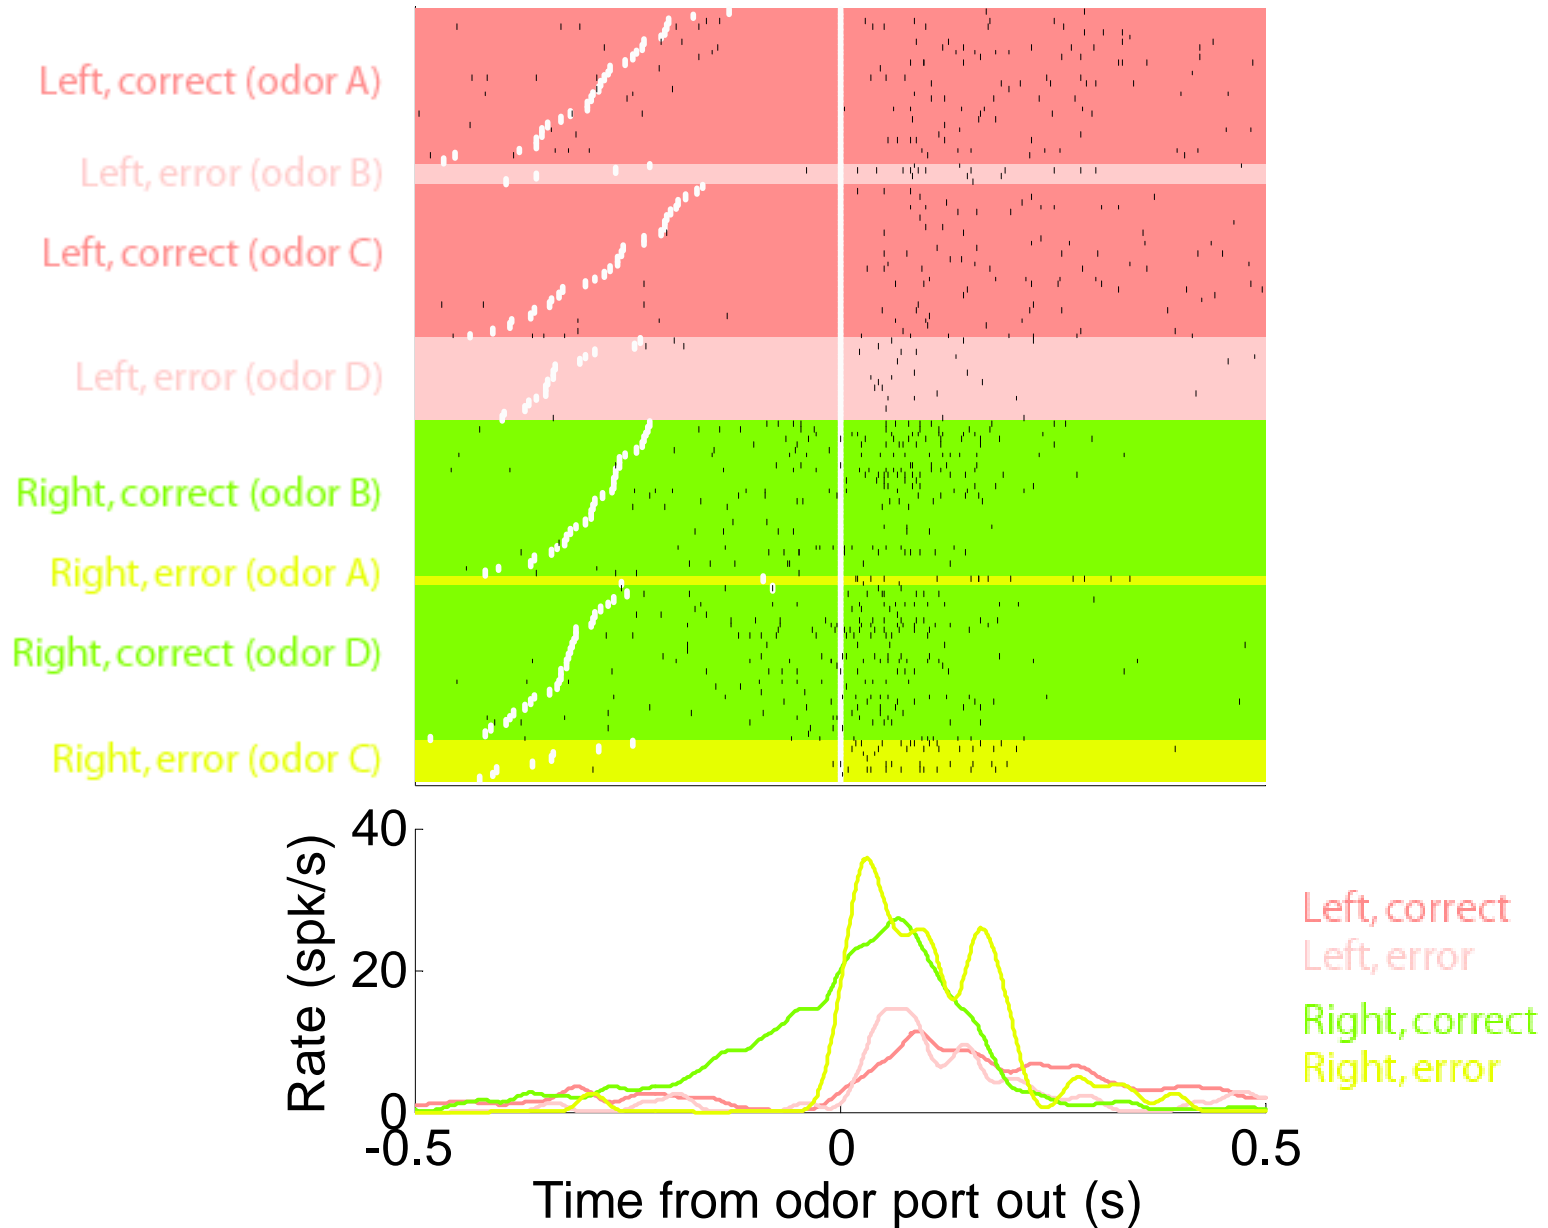 Left, correct (odor A)
Left, error (odor B)
Left, correct (odor C)
Left, error (odor D)
Right, correct (odor B)
Right, error (odor A)
Right, correct (odor D)
Right, error (odor C)
40
20
0
Rate (spk/s)
-0.5
0
0.5
Time from odor port out (s)
Left, correct
Left, error
Right, correct
Right, error